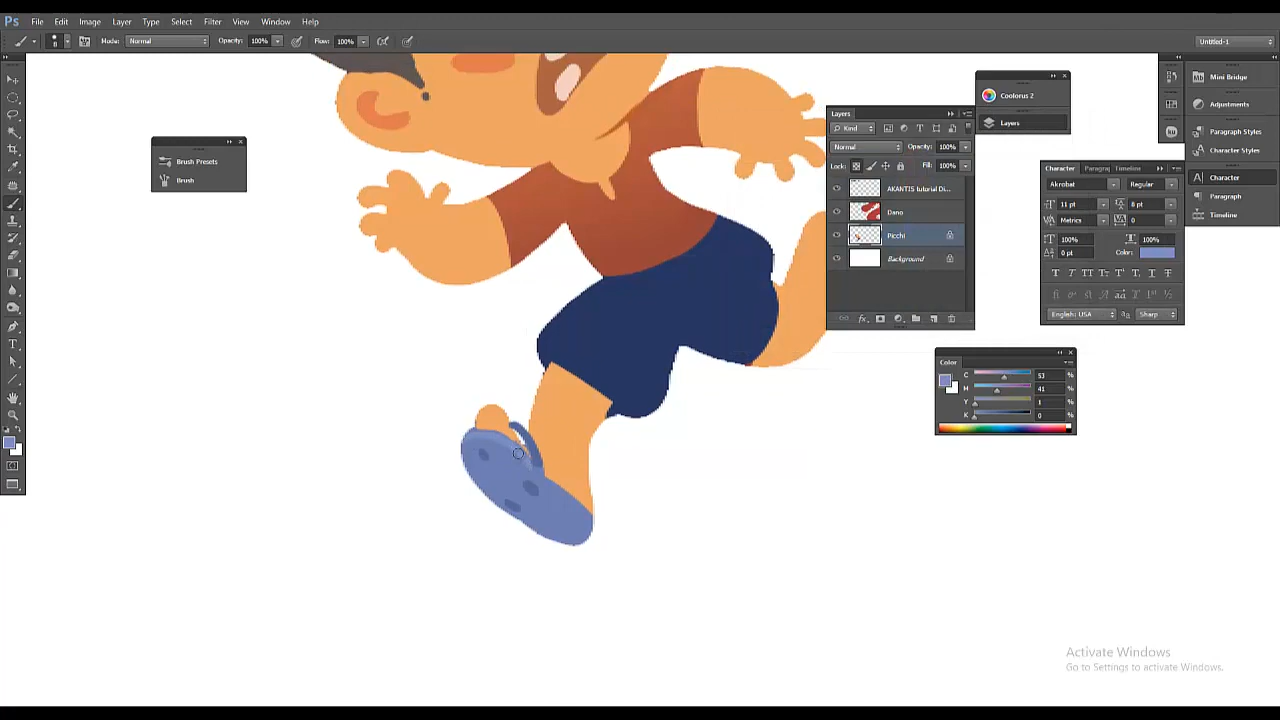 Ps File Edit Image Layer Type Select Filter View Window Help
Mode: Normal Opacity: 100% Flow: 100% Untitled-1
Brush Presets
Brush
Coolorus 2
Layers
Layers
Kind
Normal Opacity: 100%
Lock: Fill: 100%
AKANTIS tutorial Di...
Dano
Picchi
Background
Mini Bridge
Adjustments
Paragraph Styles
Character Styles
Character
Paragraph
Timeline
Character Paragra Timeline
Akrobat Regular
11 pt 8 pt
Metrics 0
100% 100%
0 pt Color:
English: USA Sharp
Color
C 53 %
M 41 %
Y 1 %
K 0 %
Activate Windows
Go to Settings to activate Windows.